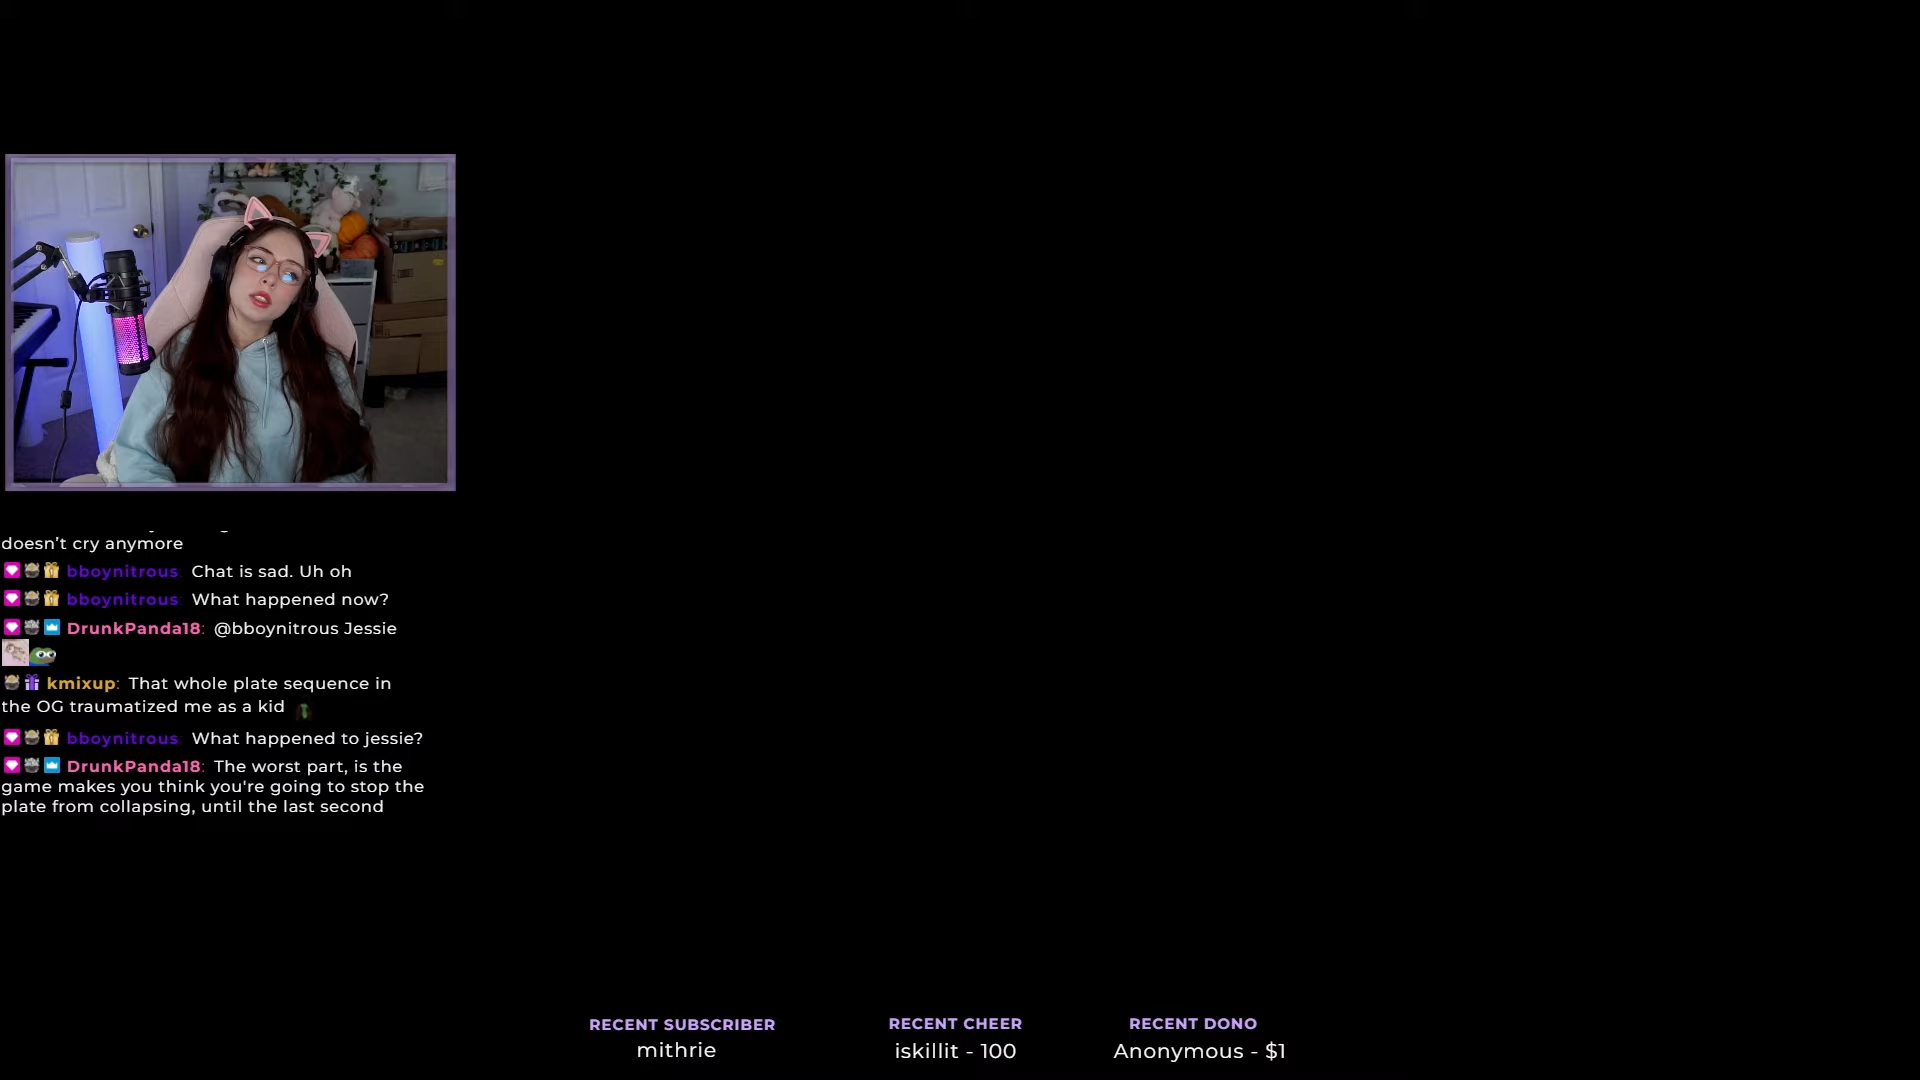 doesn't cry anymore
bboynitrous: Chat is sad. Uh oh
bboynitrous: What happened now?
DrunkPanda18: @bboynitrous Jessie
kmixup: That whole plate sequence in
the OG traumatized me as a kid
bboynitrous: What happened to jessie?
DrunkPanda18: The worst part, is the
game makes you think you're going to stop the
plate from collapsing, until the last second
RECENT SUBSCRIBER
mithrie
RECENT CHEER
iskillit - 100
RECENT DONO
Anonymous - $1